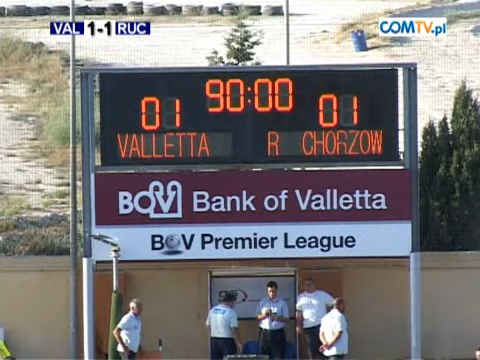 VAL 1-1 RUC
COMTV.pl
90:00
01 01
VALLETTA R CHORZOW
BOV Bank of Valletta
BOV Premier League